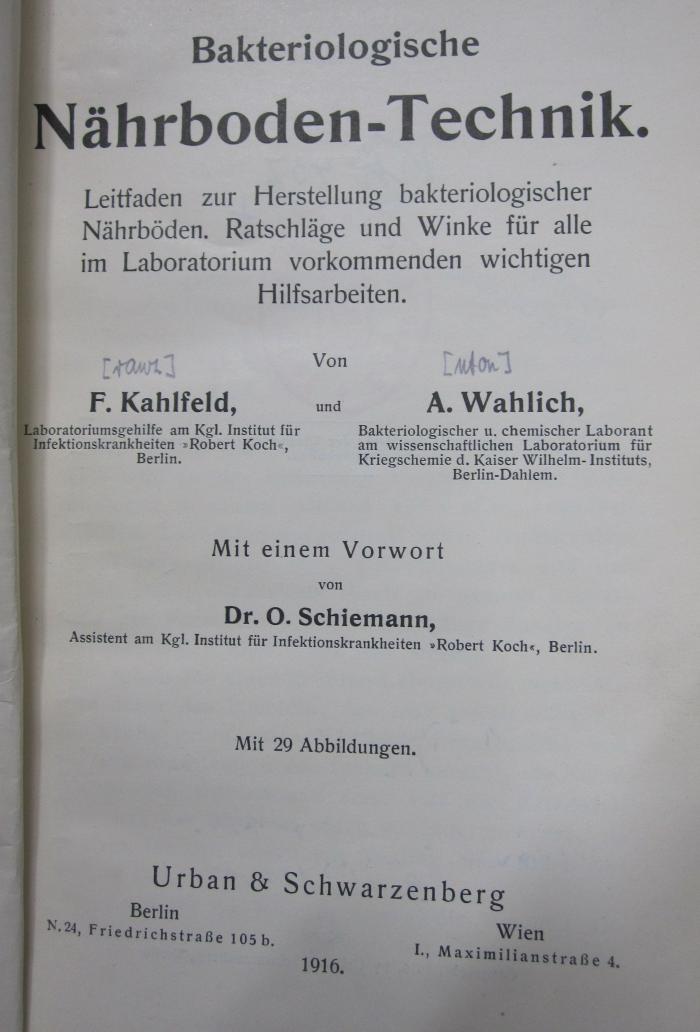 Bakteriologische
Nährboden-Technik.
Leitfaden zur Herstellung bakteriologischer
Nährböden. Ratschläge und Winke für alle
im Laboratorium vorkommenden wichtigen
Hilfsarbeiten.
Von
[ranz]
[nton]
F. Kahlfeld,
und
A. Wahlich,
Laboratoriumsgehilfe am Kgl. Institut für
Infektionskrankheiten »Robert Koch«,
Berlin.
Bakteriologischer u. chemischer Laborant
am wissenschaftlichen Laboratorium für
Kriegschemie d. Kaiser Wilhelm-Instituts,
Berlin-Dahlem.
Mit einem Vorwort
von
Dr. O. Schiemann,
Assistent am Kgl. Institut für Infektionskrankheiten »Robert Koch«, Berlin.
Mit 29 Abbildungen.
Urban & Schwarzenberg
Berlin
N. 24, Friedrichstraße 105 b.
Wien
I., Maximilianstraße 4.
1916.